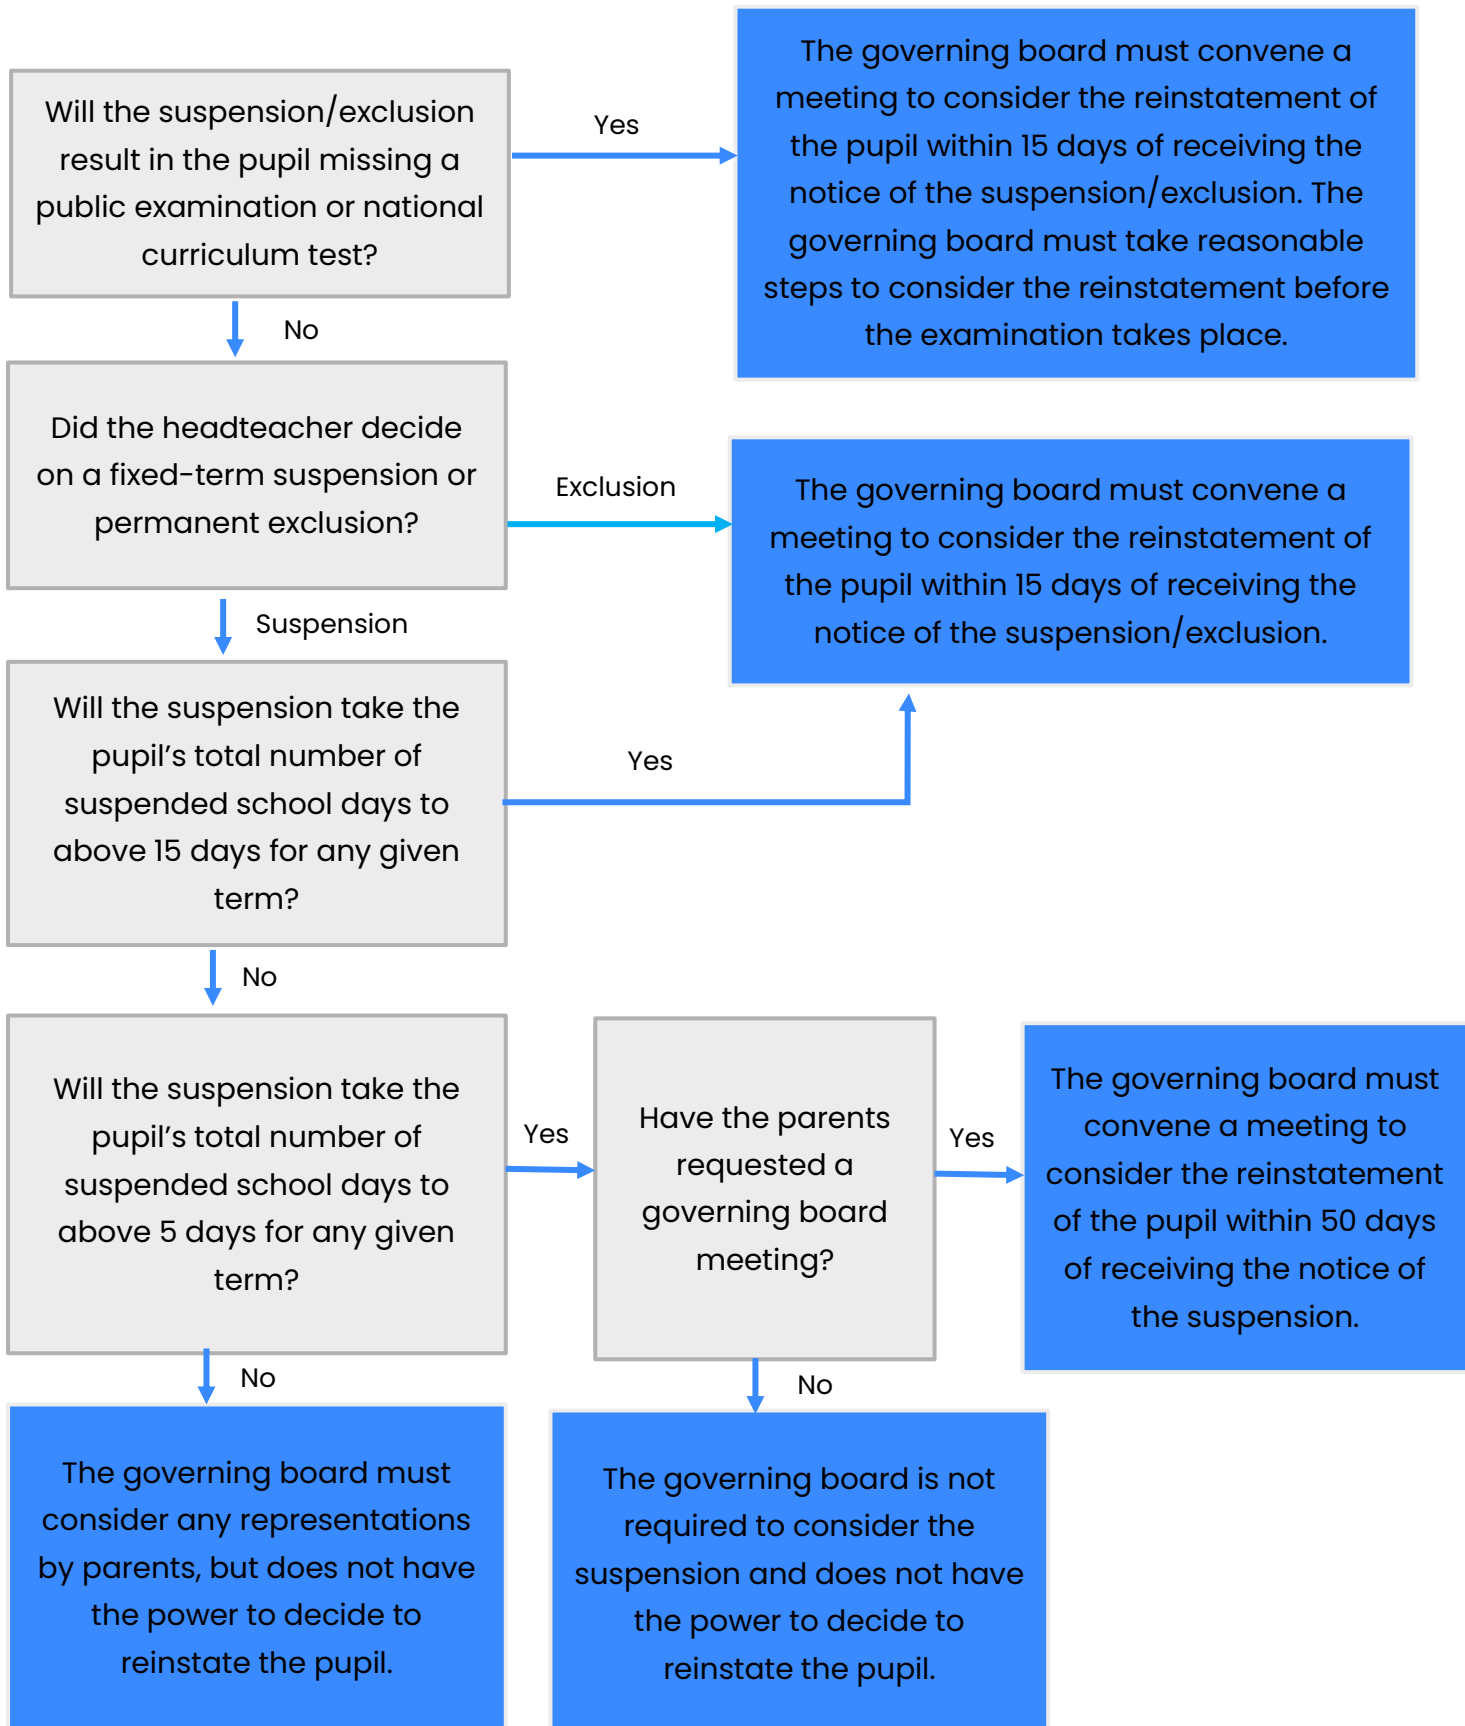 Will the suspension/exclusion
result in the pupil missing a
public examination or national
curriculum test?
Yes
The governing board must convene a
meeting to consider the reinstatement of
the pupil within 15 days of receiving the
notice of the suspension/exclusion. The
governing board must take reasonable
steps to consider the reinstatement before
the examination takes place.
No
Did the headteacher decide
on a fixed-term suspension or
permanent exclusion?
Exclusion
The governing board must convene a
meeting to consider the reinstatement of
the pupil within 15 days of receiving the
notice of the suspension/exclusion.
Suspension
Will the suspension take the
pupil’s total number of
suspended school days to
above 15 days for any given
term?
Yes
No
Will the suspension take the
pupil’s total number of
suspended school days to
above 5 days for any given
term?
Yes
Have the parents
requested a
governing board
meeting?
Yes
The governing board must
convene a meeting to
consider the reinstatement
of the pupil within 50 days
of receiving the notice of
the suspension.
No
The governing board must
consider any representations
by parents, but does not have
the power to decide to
reinstate the pupil.
No
The governing board is not
required to consider the
suspension and does not have
the power to decide to
reinstate the pupil.